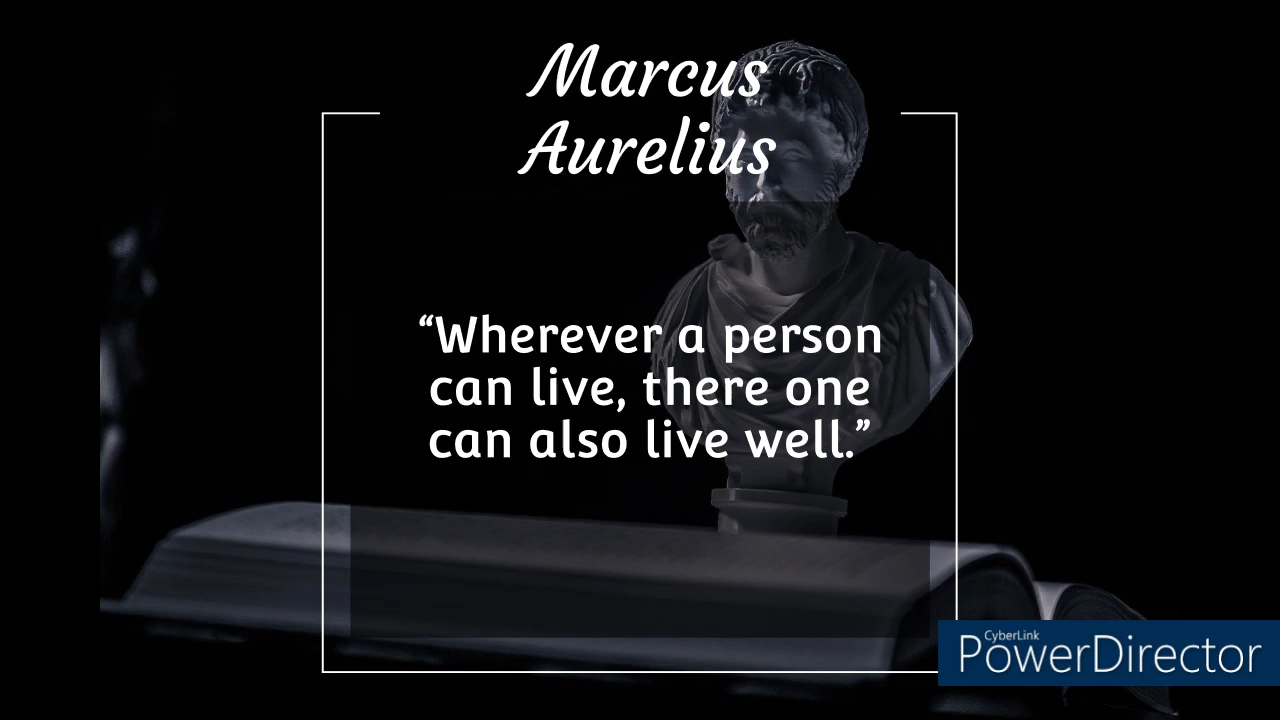 Marcus
Aurelius
“Wherever a person
can live, there one
can also live well.”
CyberLink
PowerDirector